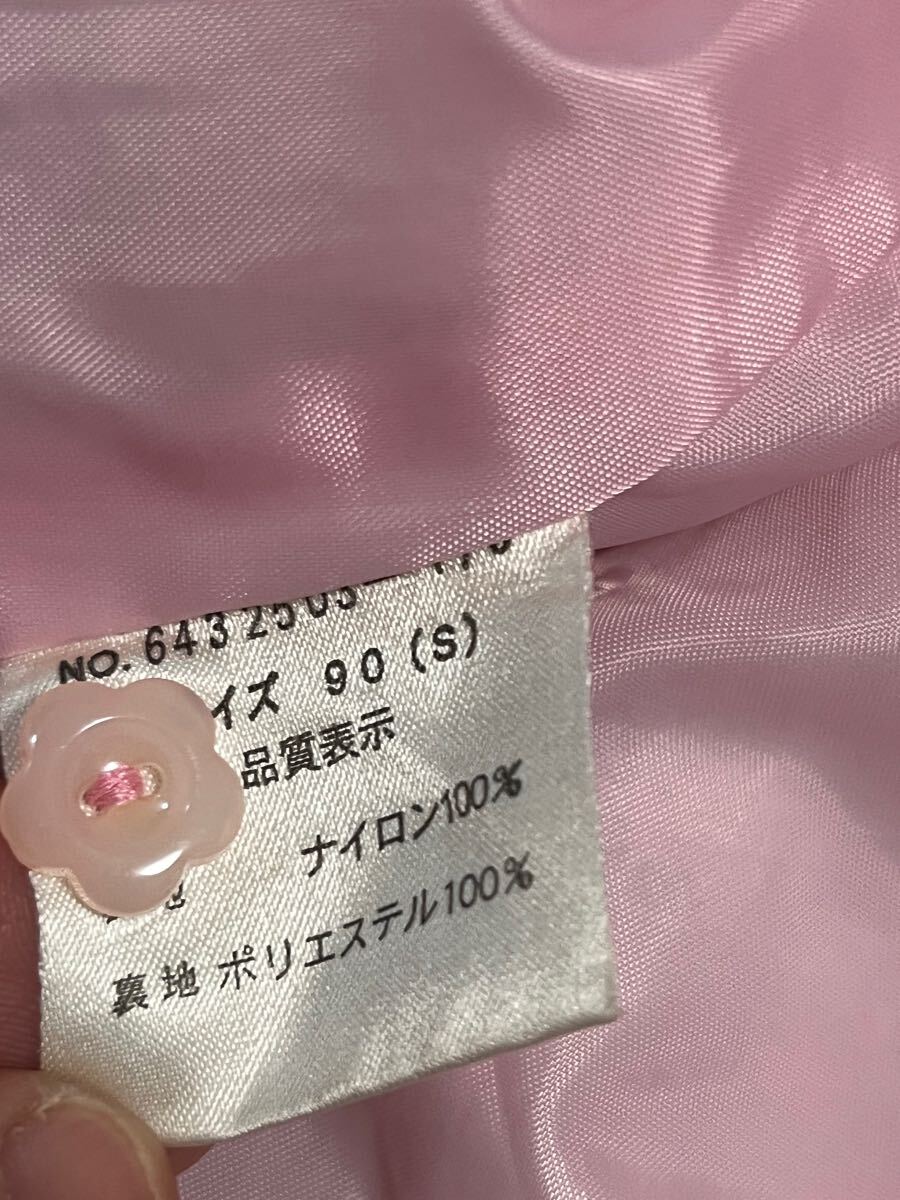 NO.6432503-
イズ 90(S)
品質表示
ナイロン100%
裏地 ポリエステル100%